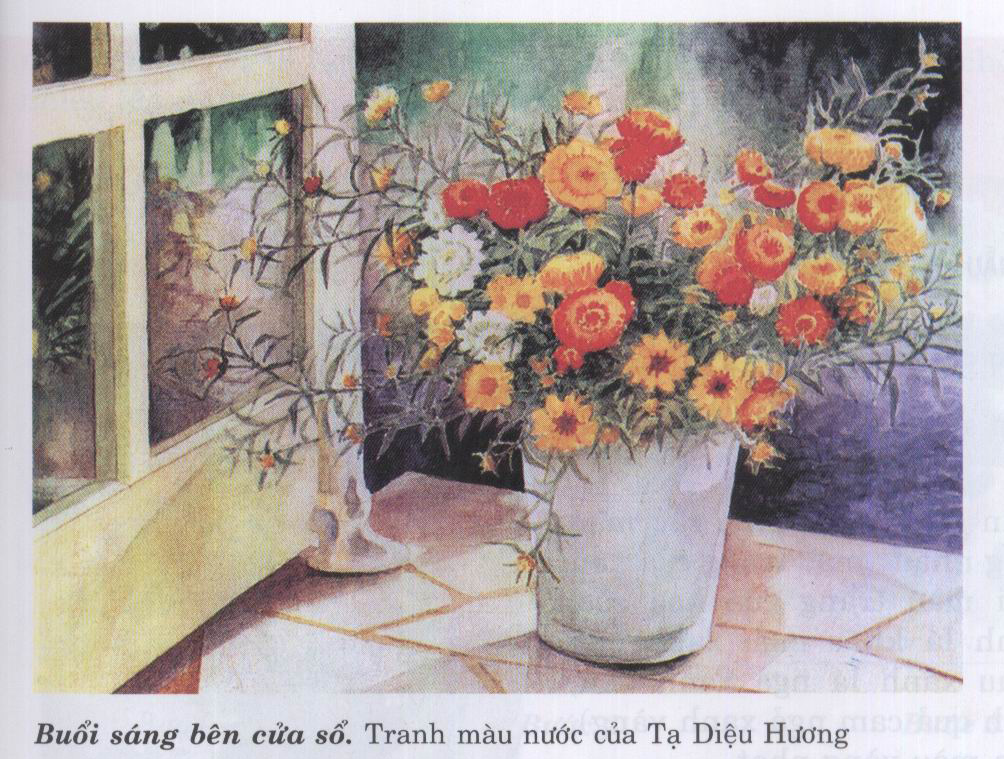 Buổi sáng bên cửa sổ. Tranh màu nước của Tạ Diệu Hương